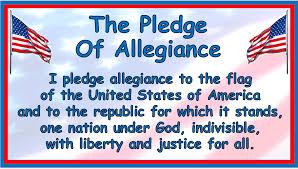 The Pledge
Of Allegiance
I pledge allegiance to the flag
of the United States of America
and to the republic for which it stands,
one nation under God, indivisible,
with liberty and justice for all.